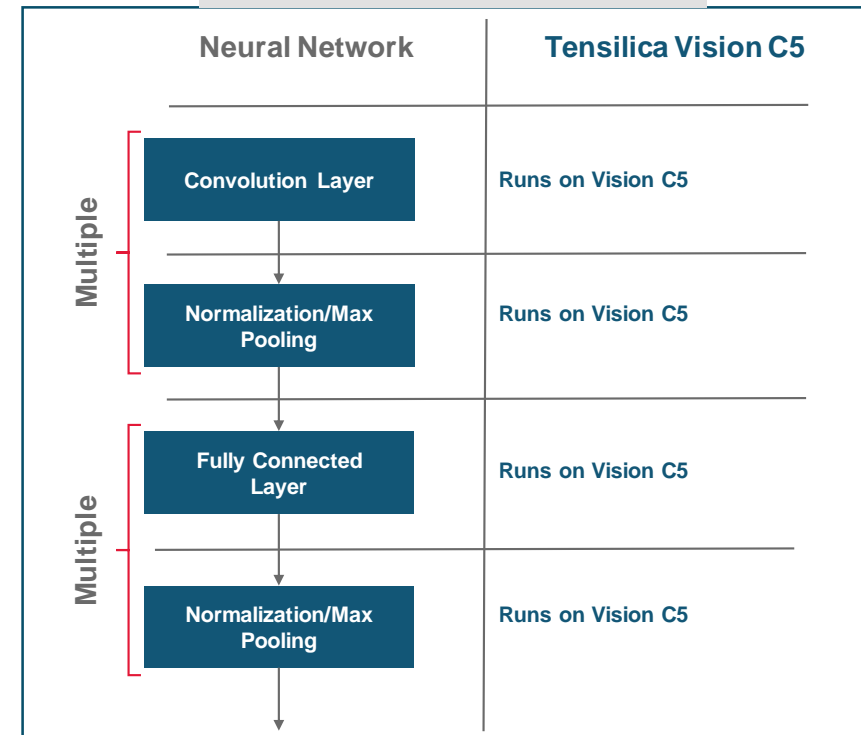 Neural Network
Tensilica Vision C5
Multiple
Convolution Layer
Runs on Vision C5
Normalization/Max
Pooling
Runs on Vision C5
Multiple
Fully Connected
Layer
Runs on Vision C5
Normalization/Max
Pooling
Runs on Vision C5